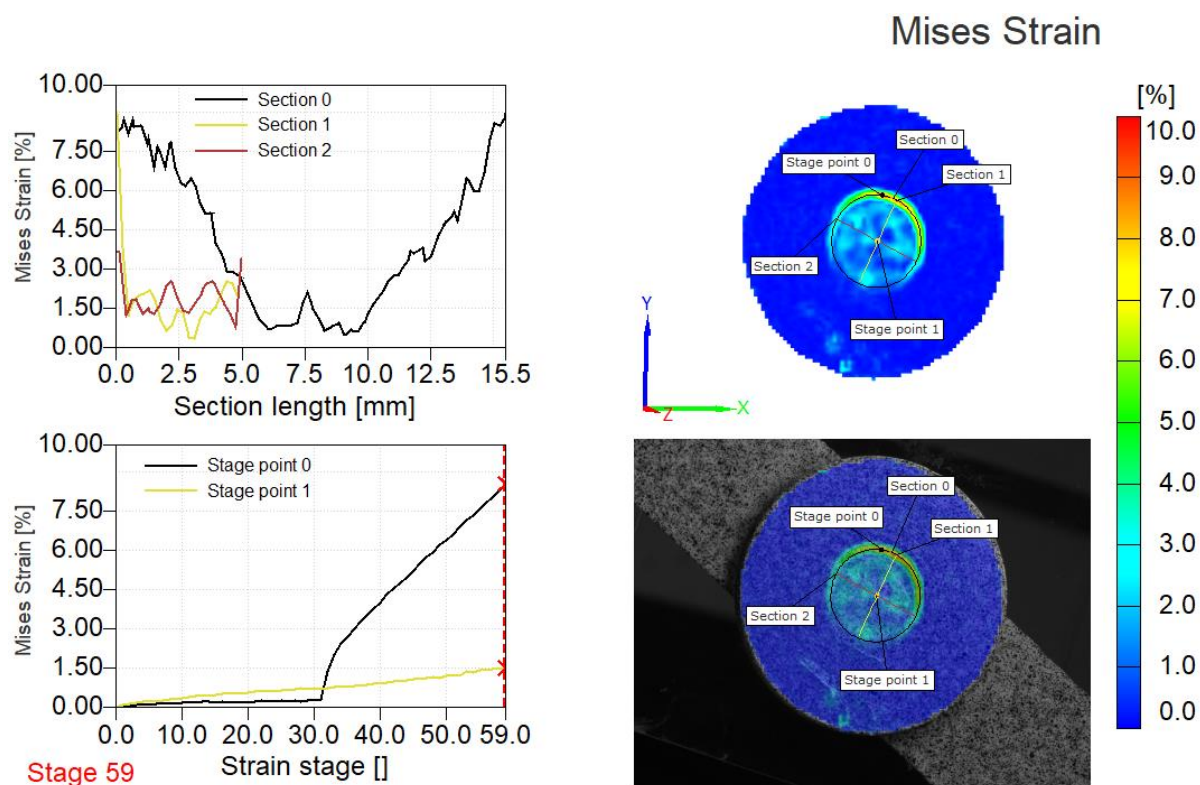 Mises Strain
Mises Strain [%]
10.00
7.50
6.00
4.50
3.00
1.50
0.00
Section 0
Section 1
Section 2
0.0 2.5 5.0 7.5 10.0 12.5 15.5
Section length [mm]
Stage point 0
Section 0
Section 1
Section 2
Stage point 1
Y
X
Z
[%]
10.0
9.0
8.0
7.0
6.0
5.0
4.0
3.0
2.0
1.0
0.0
Mises Strain [%]
10.00
7.50
6.00
4.50
3.00
1.50
0.00
Stage point 0
Stage point 1
0.0 10.0 20.0 30.0 40.0 50.0 59.0
Strain stage []
Stage 59
Section 0
Stage point 0
Section 1
Section 2
Stage point 1